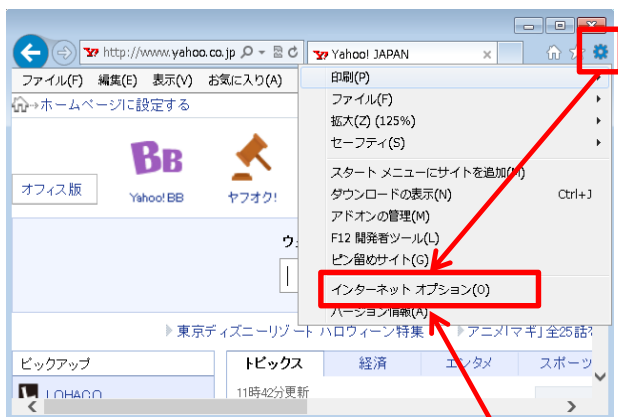 http://www.yahoo.co.jp
Yahoo! JAPAN
ファイル(F) 編集(E) 表示(V) お気に入り(A)
ホームページに設定する
オフィス版
BB
Yahoo! BB
ヤフオク!
印刷(P)
ファイル(F)
拡大(Z) (125%)
セーフティ(S)
スタート メニューにサイトを追加(M)
ダウンロードの表示(N) Ctrl+J
アドオンの管理(M)
F12 開発者ツール(L)
ピン留めサイト(G)
インターネット オプション(O)
バージョン情報(A)
ウ
東京ディズニーリゾート ハロウィーン特集 アニメ「マギ」全25話
ピックアップ
トピックス 経済 エンタメ スポーツ
LOHACO
11時42分更新